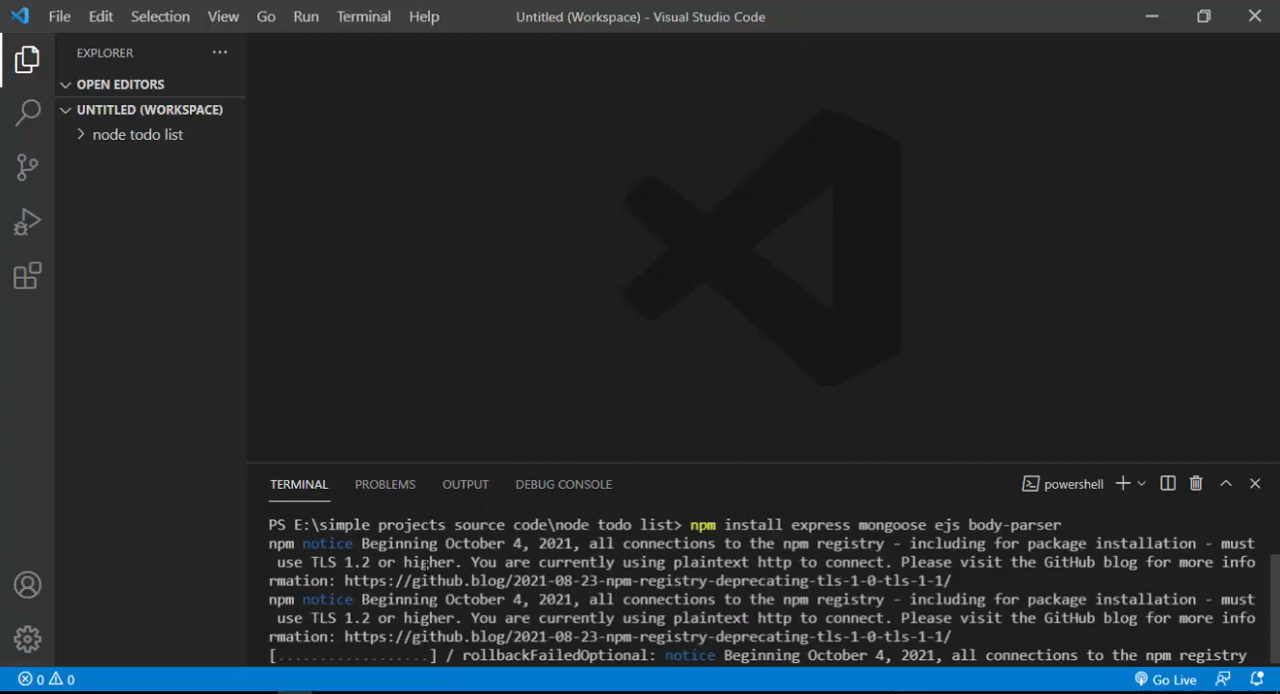 File Edit Selection View Go Run Terminal Help Untitled (Workspace) - Visual Studio Code
EXPLORER
OPEN EDITORS
UNTITLED (WORKSPACE)
node todo list
TERMINAL PROBLEMS OUTPUT DEBUG CONSOLE powershell
PS E:\simple projects source code\node todo list> npm install express mongoose ejs body-parser
npm notice Beginning October 4, 2021, all connections to the npm registry - including for package installation - must
use TLS 1.2 or higher. You are currently using plaintext http to connect. Please visit the GitHub blog for more info
rmation: https://github.blog/2021-08-23-npm-registry-deprecating-tls-1-0-tls-1-1/
npm notice Beginning October 4, 2021, all connections to the npm registry - including for package installation - must
use TLS 1.2 or higher. You are currently using plaintext http to connect. Please visit the GitHub blog for more info
rmation: https://github.blog/2021-08-23-npm-registry-deprecating-tls-1-0-tls-1-1/
[..................] / rollbackFailedOptional: notice Beginning October 4, 2021, all connections to the npm registry
0 0 Go Live